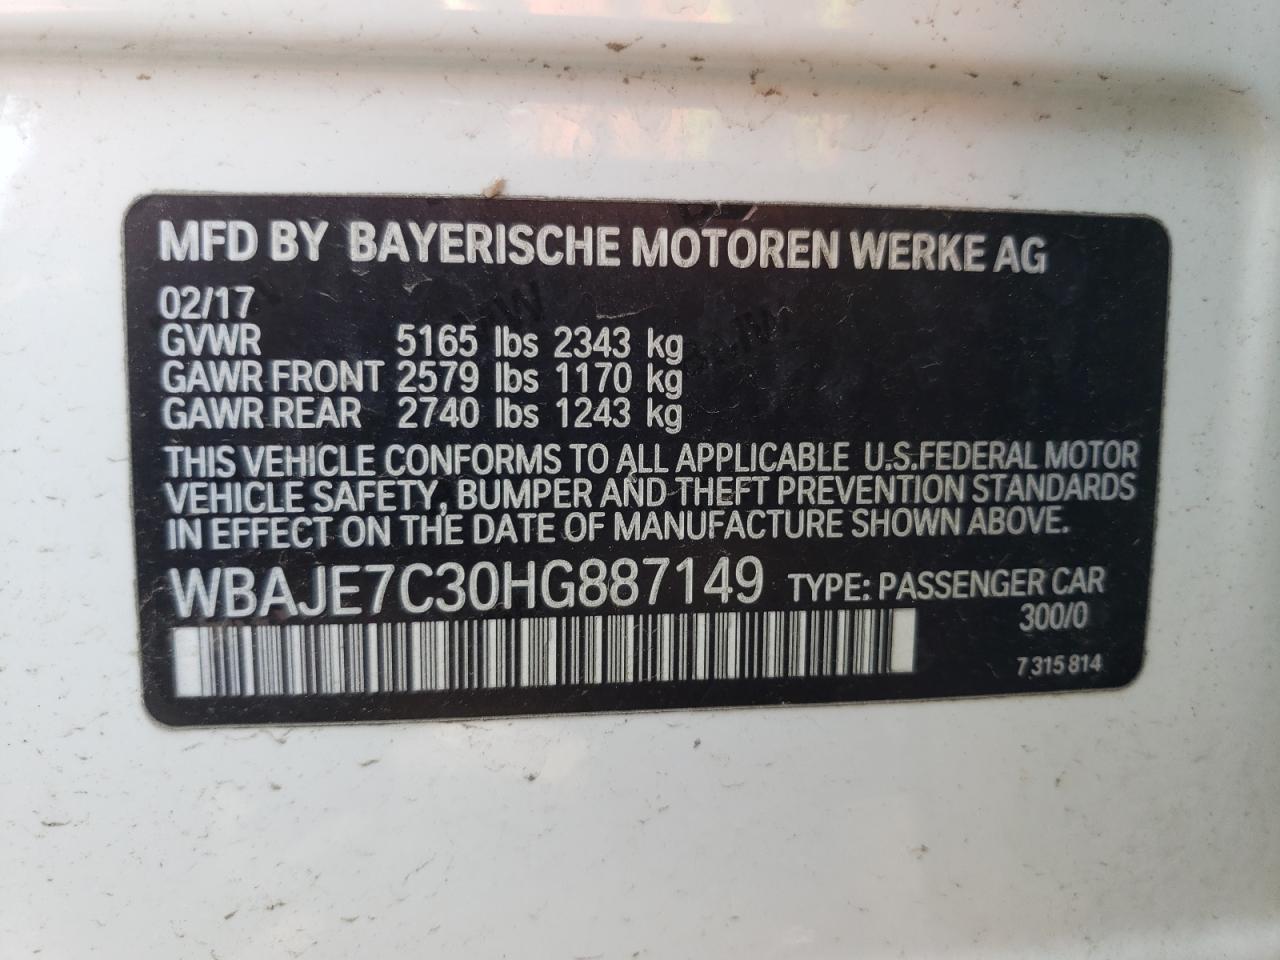 MFD BY BAYERISCHE MOTOREN WERKE AG
02/17
GVWR 5165 lbs 2343 kg
GAWR FRONT 2579 lbs 1170 kg
GAWR REAR 2740 lbs 1243 kg
THIS VEHICLE CONFORMS TO ALL APPLICABLE U.S.FEDERAL MOTOR
VEHICLE SAFETY, BUMPER AND THEFT PREVENTION STANDARDS
IN EFFECT ON THE DATE OF MANUFACTURE SHOWN ABOVE.
WBAJE7C30HG887149 TYPE: PASSENGER CAR
300/0
7 315 814